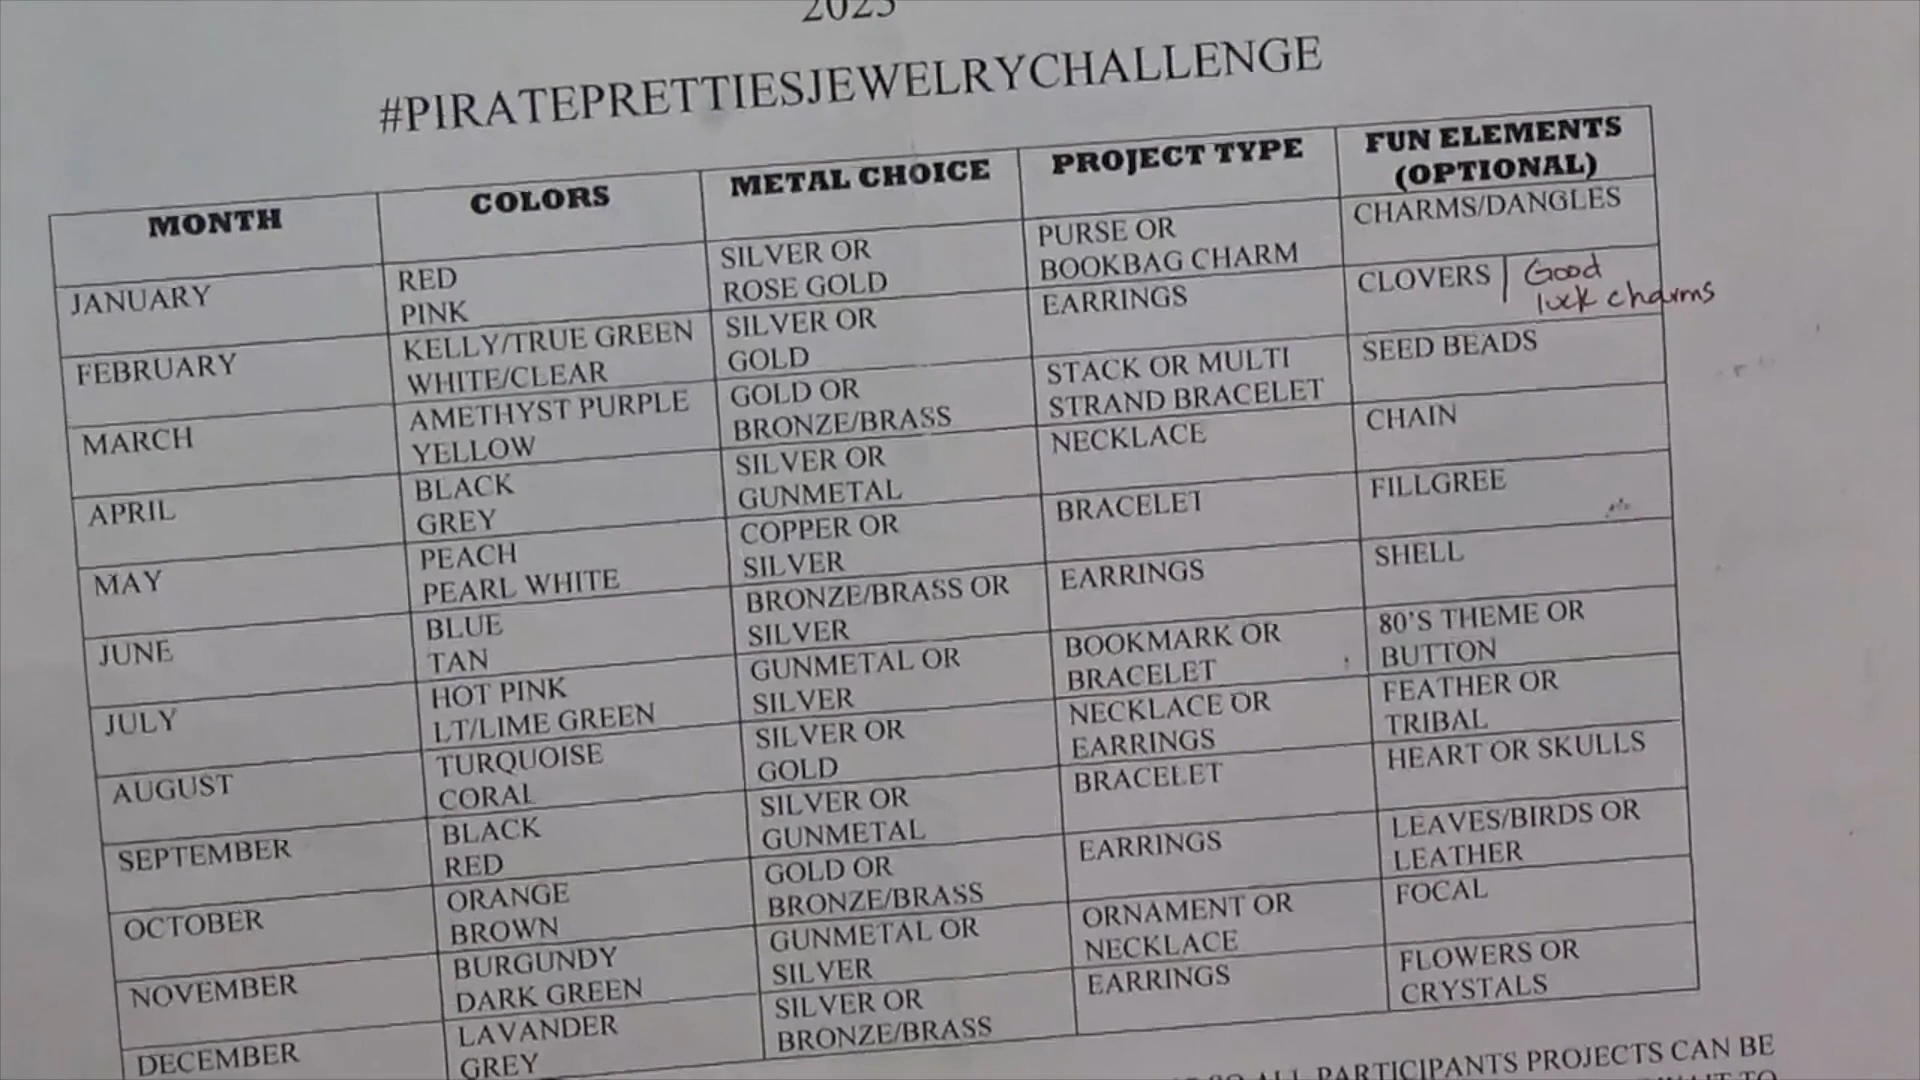 2023
#PIRATEPRETTIESJEWELRYCHALLENGE
MONTH COLORS METAL CHOICE PROJECT TYPE FUN ELEMENTS
(OPTIONAL)
JANUARY RED SILVER OR PURSE OR CHARMS/DANGLES
PINK ROSE GOLD BOOKBAG CHARM
FEBRUARY KELLY/TRUE GREEN SILVER OR EARRINGS CLOVERS | Good
WHITE/CLEAR GOLD luck charms
MARCH AMETHYST PURPLE GOLD OR STACK OR MULTI SEED BEADS
YELLOW BRONZE/BRASS STRAND BRACELET
APRIL BLACK SILVER OR NECKLACE CHAIN
GREY GUNMETAL
MAY PEACH COPPER OR BRACELET FILLGREE
PEARL WHITE SILVER
JUNE BLUE BRONZE/BRASS OR EARRINGS SHELL
TAN SILVER
JULY HOT PINK GUNMETAL OR BOOKMARK OR 80'S THEME OR
LT/LIME GREEN SILVER BRACELET BUTTON
AUGUST TURQUOISE SILVER OR NECKLACE OR FEATHER OR
CORAL GOLD EARRINGS TRIBAL
SEPTEMBER BLACK SILVER OR BRACELET HEART OR SKULLS
RED GUNMETAL
OCTOBER ORANGE GOLD OR EARRINGS LEAVES/BIRDS OR
BROWN BRONZE/BRASS LEATHER
NOVEMBER BURGUNDY GUNMETAL OR ORNAMENT OR FOCAL
DARK GREEN SILVER NECKLACE
DECEMBER LAVANDER SILVER OR EARRINGS FLOWERS OR
GREY BRONZE/BRASS CRYSTALS
SO ALL PARTICIPANTS PROJECTS CAN BE
TO